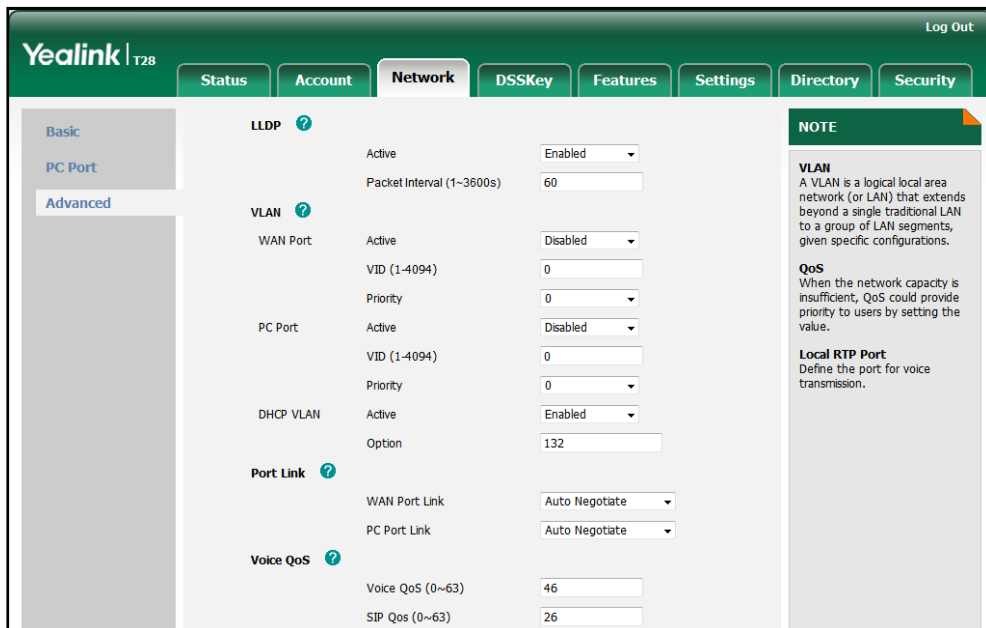 Log Out
Yealink | T28
Status Account Network DSSKey Features Settings Directory Security
Basic
PC Port
Advanced
LLDP ?
Active Enabled
Packet Interval (1~3600s) 60
VLAN ?
WAN Port Active Disabled
VID (1-4094) 0
Priority 0
PC Port Active Disabled
VID (1-4094) 0
Priority 0
DHCP VLAN Active Enabled
Option 132
Port Link ?
WAN Port Link Auto Negotiate
PC Port Link Auto Negotiate
Voice QoS ?
Voice QoS (0~63) 46
SIP Qos (0~63) 26
NOTE
VLAN
A VLAN is a logical local area
network (or LAN) that extends
beyond a single traditional LAN
to a group of LAN segments,
given specific configurations.
QoS
When the network capacity is
insufficient, QoS could provide
priority to users by setting the
value.
Local RTP Port
Define the port for voice
transmission.